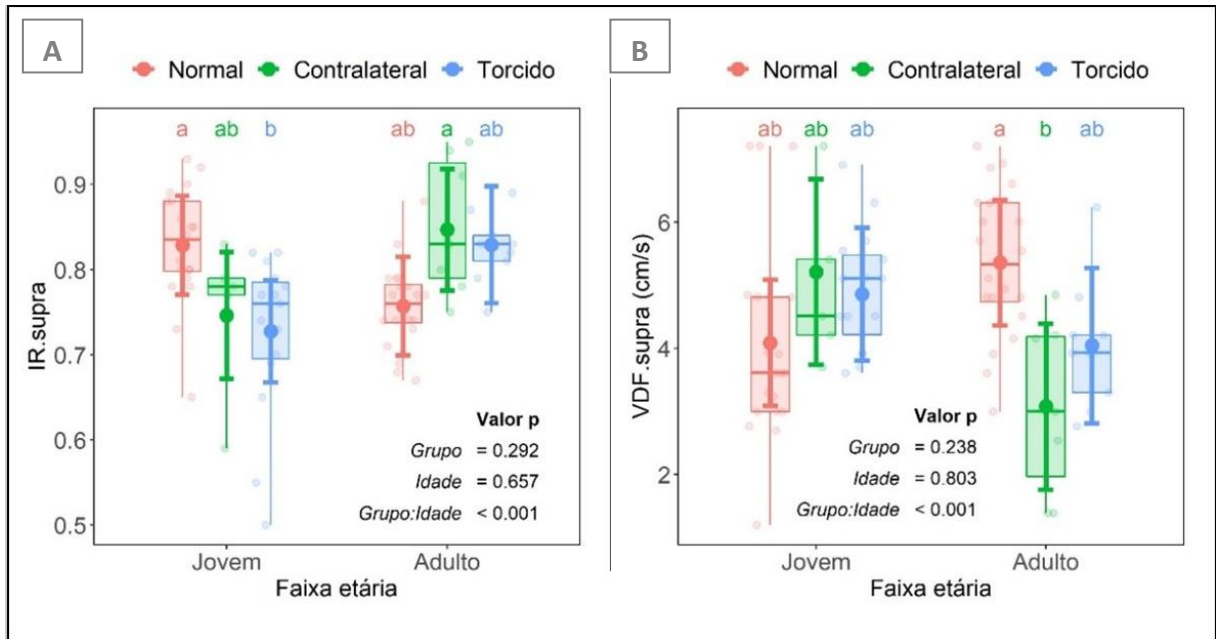 A
Normal Contralateral Torcido
a ab b ab a ab
0.9
0.8
0.7
0.6
0.5
IR.supra
Valor p
Grupo = 0.292
Idade = 0.657
Grupo:Idade < 0.001
Jovem Adulto
Faixa etária
B
Normal Contralateral Torcido
ab ab ab a b ab
6
4
2
VDF.supra (cm/s)
Valor p
Grupo = 0.238
Idade = 0.803
Grupo:Idade < 0.001
Jovem Adulto
Faixa etária